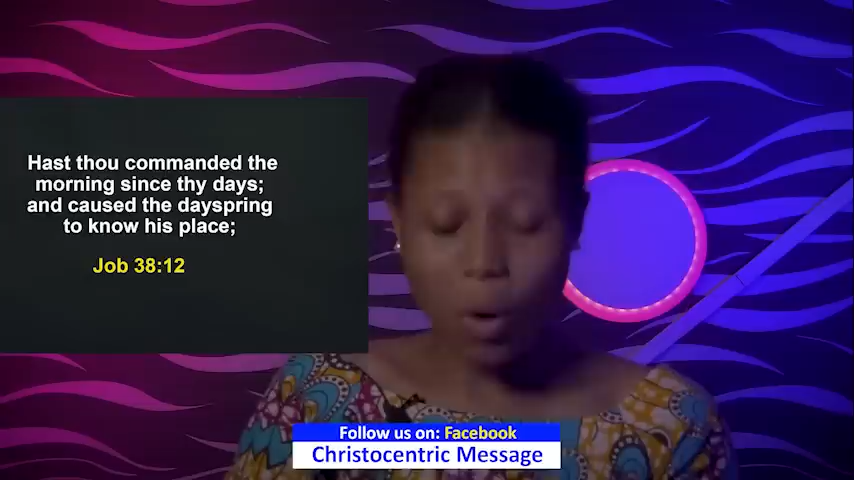 Hast thou commanded the
morning since thy days;
and caused the dayspring
to know his place;
Job 38:12
Follow us on: Facebook
Christocentric Message